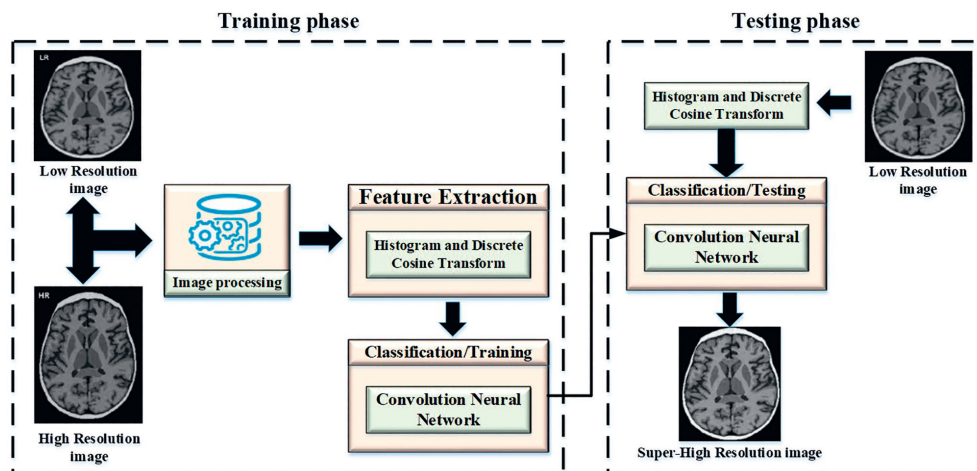 Training phase
LR
Low Resolution
image
HR
High Resolution
image
Image processing
Feature Extraction
Histogram and Discrete
Cosine Transform
Classification/Training
Convolution Neural
Network
Testing phase
Histogram and Discrete
Cosine Transform
Low Resolution
image
Classification/Testing
Convolution Neural
Network
Super-High Resolution image